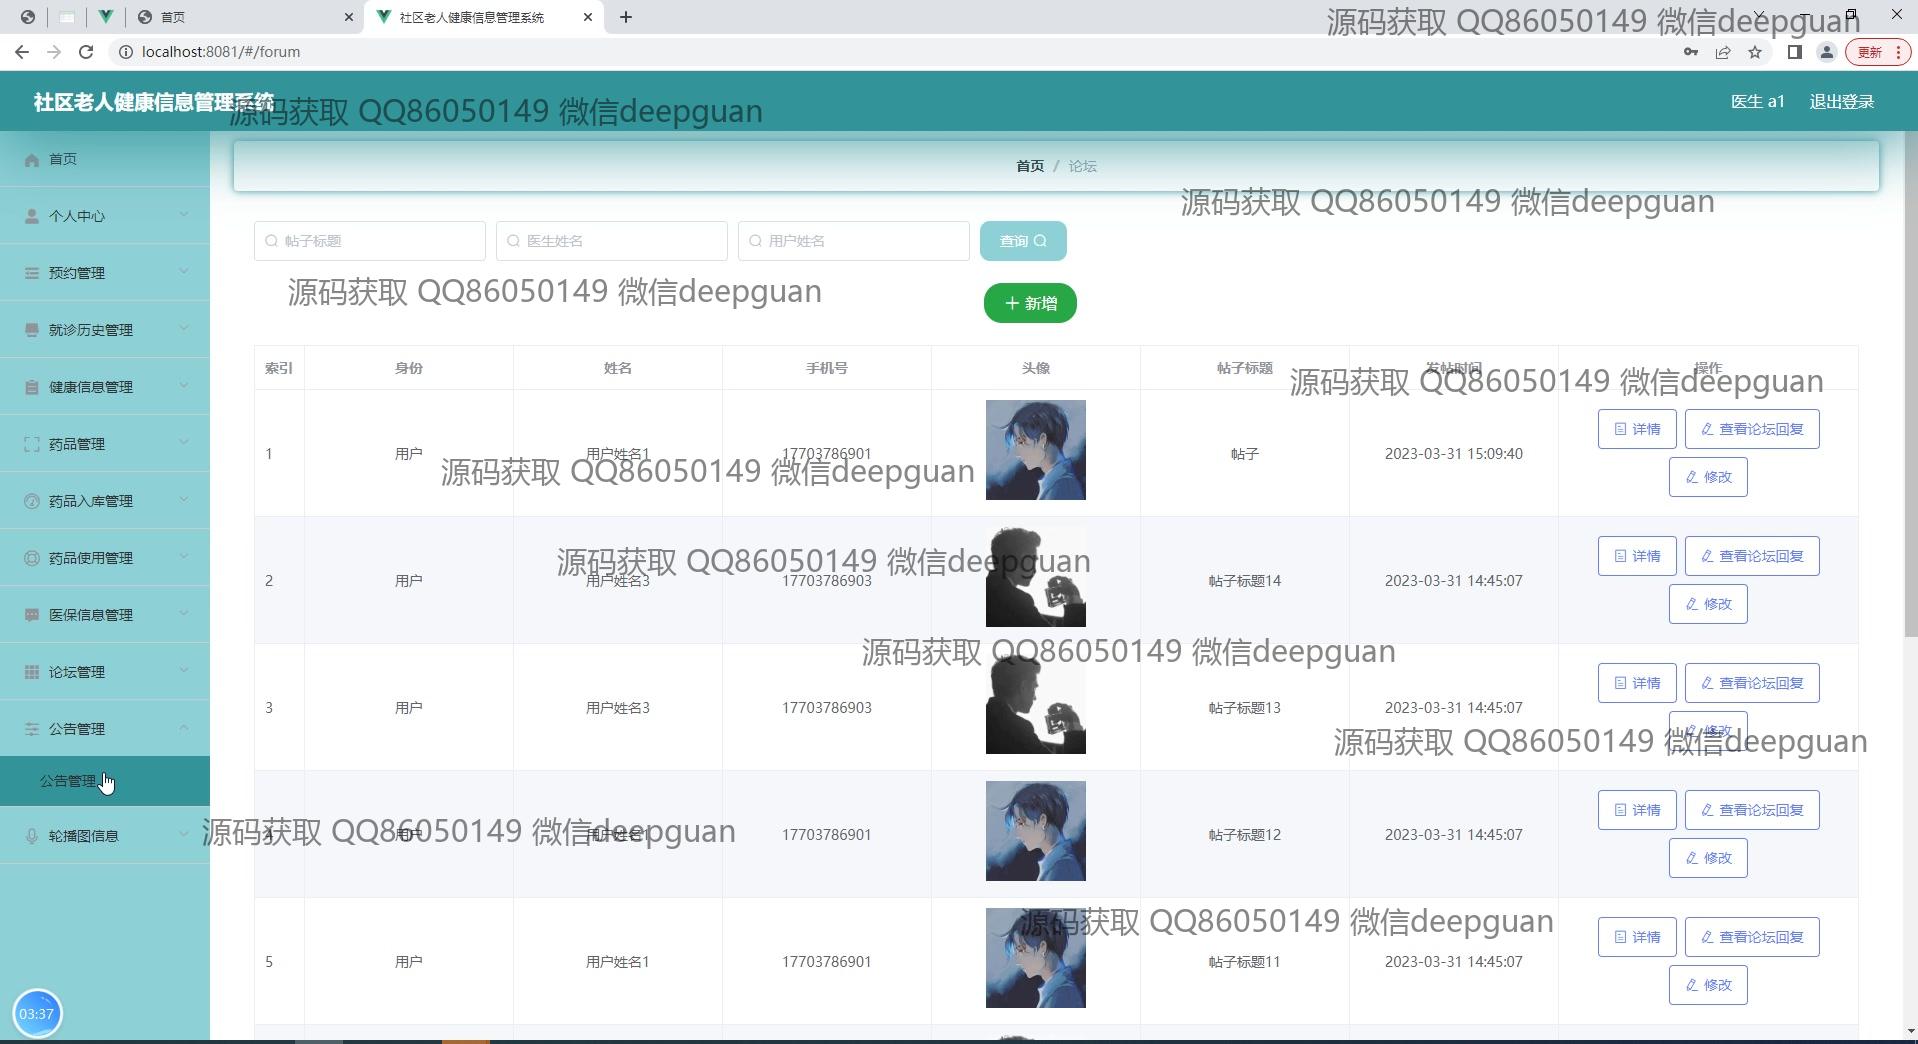 首页
社区老人健康信息管理系统
源码获取 QQ86050149 微信deepguan
localhost:8081/#/forum
更新
社区老人健康信息管理系统
源码获取 QQ86050149 微信deepguan
医生 a1
退出登录
首页
个人中心
预约管理
就诊历史管理
健康信息管理
药品管理
药品入库管理
药品使用管理
医保信息管理
论坛管理
公告管理
公告管理
轮播图信息
03:37
首页 / 论坛
源码获取 QQ86050149 微信deepguan
帖子标题 医生姓名 用户姓名 查询
源码获取 QQ86050149 微信deepguan
+ 新增
索引 身份 姓名 手机号 头像 帖子标题 发帖时间 操作
源码获取 QQ86050149 微信deepguan
详情 查看论坛回复
1 用户 用户姓名1 17703786901 帖子 2023-03-31 15:09:40
修改
源码获取 QQ86050149 微信deepguan
详情 查看论坛回复
源码获取 QQ86050149 微信deepguan
2 用户 用户姓名3 17703786903 帖子标题14 2023-03-31 14:45:07
修改
源码获取 QQ86050149 微信deepguan
详情 查看论坛回复
3 用户 用户姓名3 17703786903 帖子标题13 2023-03-31 14:45:07
修改
源码获取 QQ86050149 微信deepguan
详情 查看论坛回复
源码获取 QQ86050149 微信deepguan
4 用户 用户姓名1 17703786901 帖子标题12 2023-03-31 14:45:07
修改
源码获取 QQ86050149 微信deepguan
详情 查看论坛回复
5 用户 用户姓名1 17703786901 帖子标题11 2023-03-31 14:45:07
修改